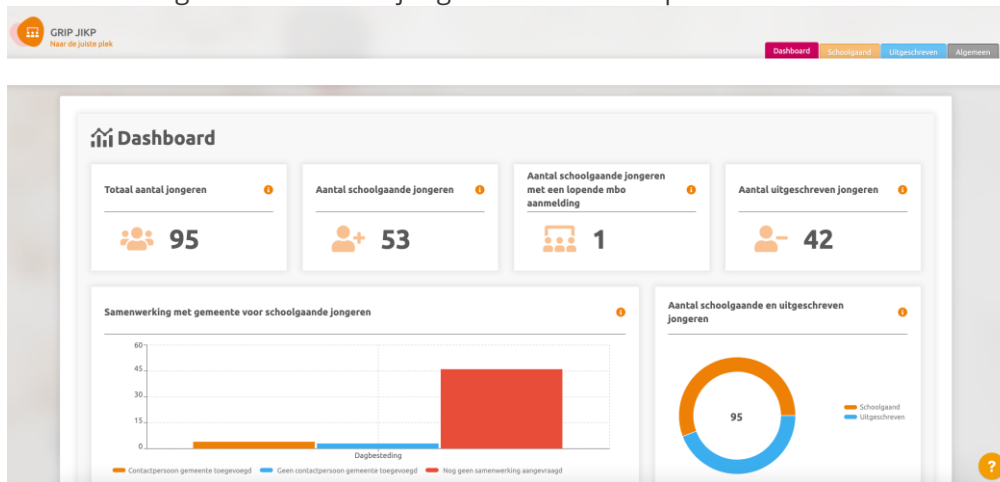 GRIP JIKP
Naar de juiste plek
Dashboard Schoolgaand Uitgeschreven Algemeen
Dashboard
Totaal aantal jongeren
95
Aantal schoolgaande jongeren
53
Aantal schoolgaande jongeren
met een lopende mbo
aanmelding
1
Aantal uitgeschreven jongeren
42
Samenwerking met gemeente voor schoolgaande jongeren
60
45
30
15
0
Dagbesteding
Contactpersoon gemeente toegevoegd Geen contactpersoon gemeente toegevoegd Nog geen samenwerking aangevraagd
Aantal schoolgaande en uitgeschreven
jongeren
95
Schoolgaand
Uitgeschreven
?